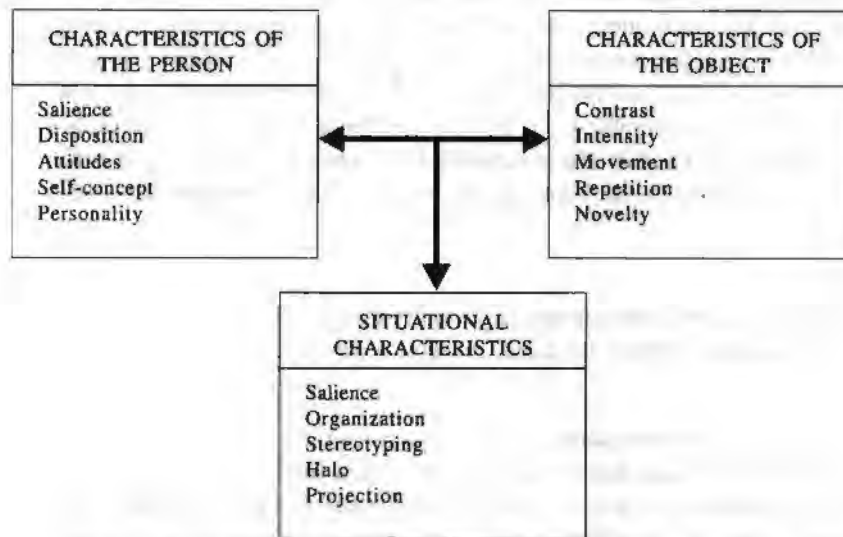 CHARACTERISTICS OF
THE PERSON
Salience
Disposition
Attitudes
Self-concept
Personality
CHARACTERISTICS OF
THE OBJECT
Contrast
Intensity
Movement
Repetition
Novelty
SITUATIONAL
CHARACTERISTICS
Salience
Organization
Stereotyping
Halo
Projection